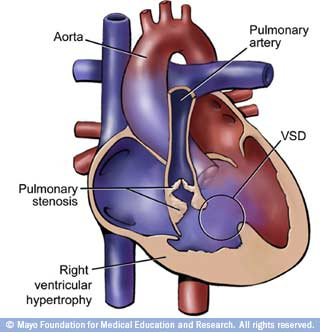 Aorta
Pulmonary
artery
VSD
Pulmonary
stenosis
Right
ventricular
hypertrophy
© Mayo Foundation for Medical Education and Research. All rights reserved.